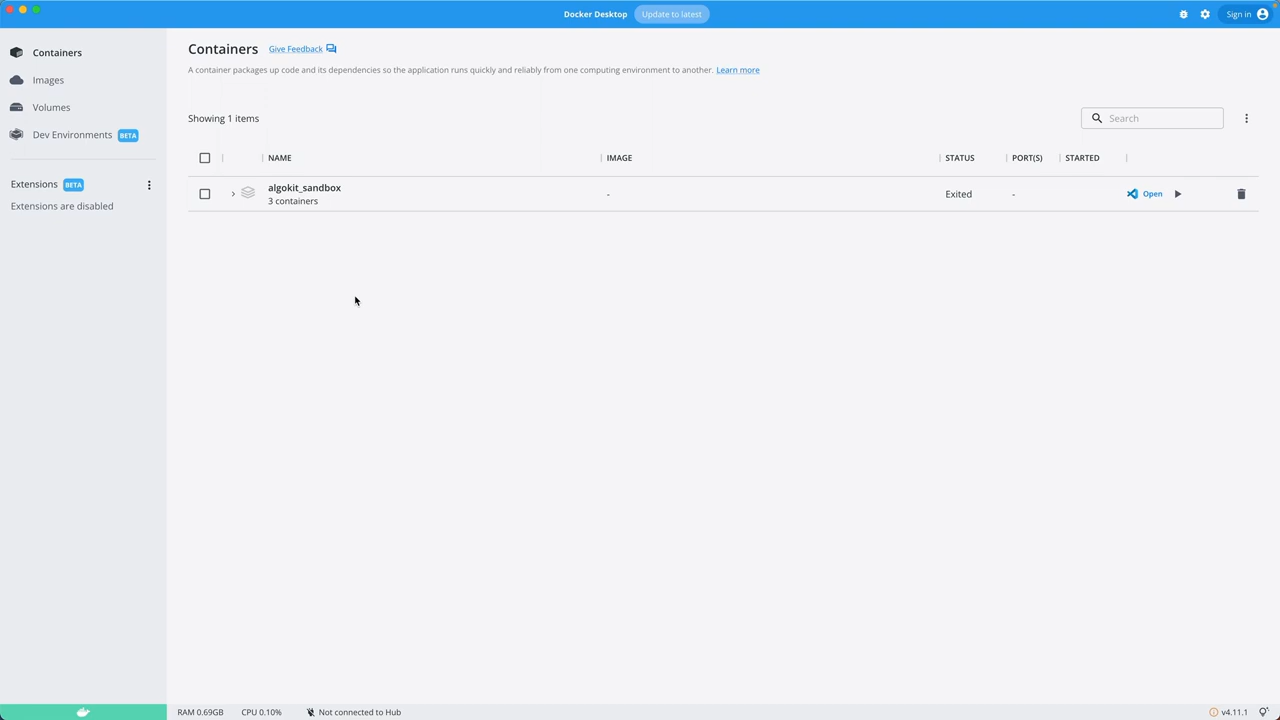 Docker Desktop Update to latest Sign in
Containers
Images
Volumes
Dev Environments BETA
Extensions BETA
Extensions are disabled
Containers Give Feedback
A container packages up code and its dependencies so the application runs quickly and reliably from one computing environment to another. Learn more
Showing 1 items Search
NAME IMAGE STATUS PORT(S) STARTED
algokit_sandbox - Exited - Open
3 containers
RAM 0.69GB CPU 0.10% Not connected to Hub v4.11.1